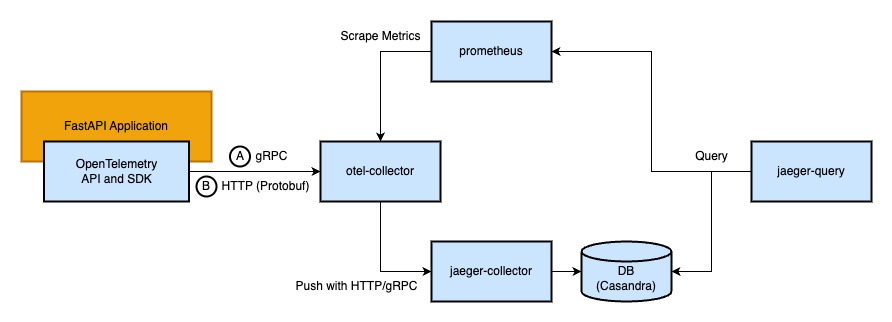 Scrape Metrics
prometheus
FastAPI Application
OpenTelemetry
API and SDK
A gRPC
B HTTP (Protobuf)
otel-collector
Query
jaeger-query
Push with HTTP/gRPC
jaeger-collector
DB
(Casandra)